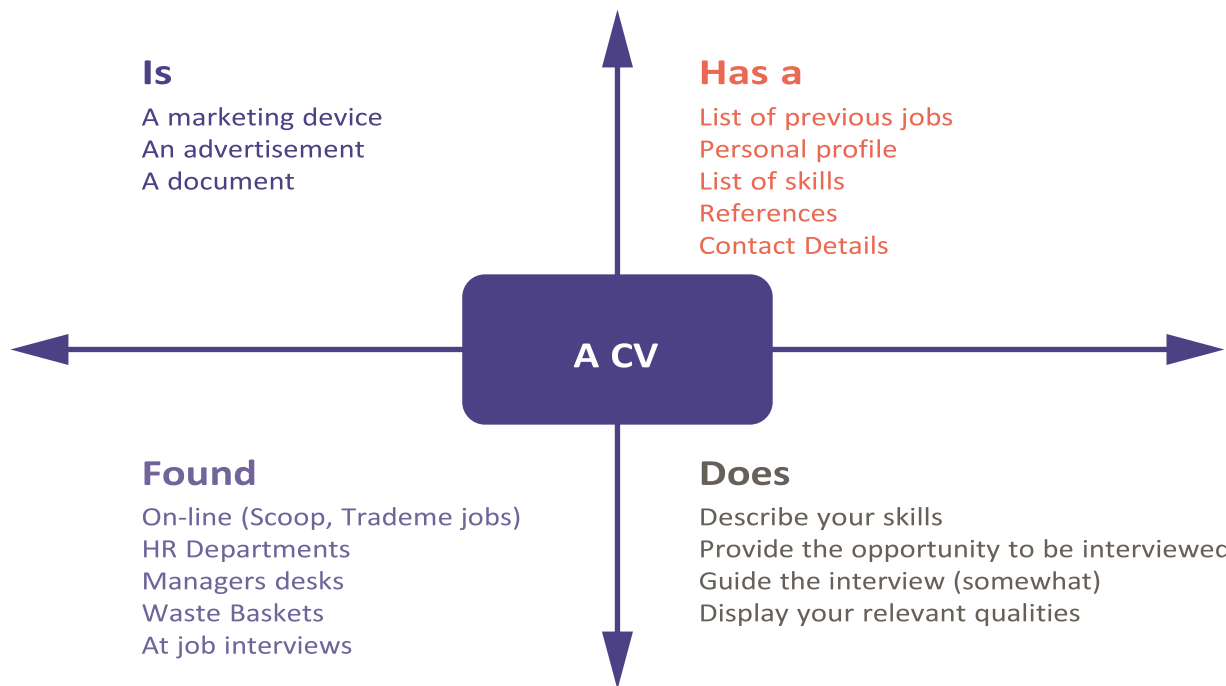 Is
A marketing device
An advertisement
A document
Has a
List of previous jobs
Personal profile
List of skills
References
Contact Details
A CV
Found
On-line (Scoop, Trademe jobs)
HR Departments
Managers desks
Waste Baskets
At job interviews
Does
Describe your skills
Provide the opportunity to be interviewed
Guide the interview (somewhat)
Display your relevant qualities